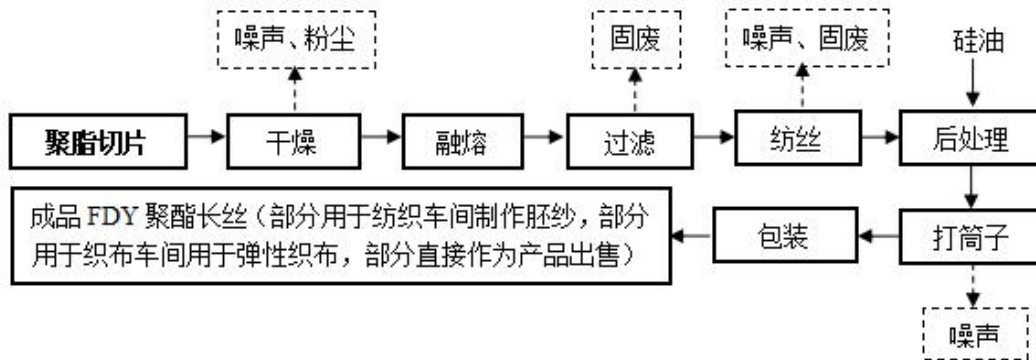 噪声、粉尘
固废
噪声、固废
硅油
聚脂切片
干燥
融熔
过滤
纺丝
后处理
成品 FDY 聚酯长丝（部分用于纺织车间制作胚纱，部分
用于织布车间用于弹性织布，部分直接作为产品出售）
包装
打筒子
噪声